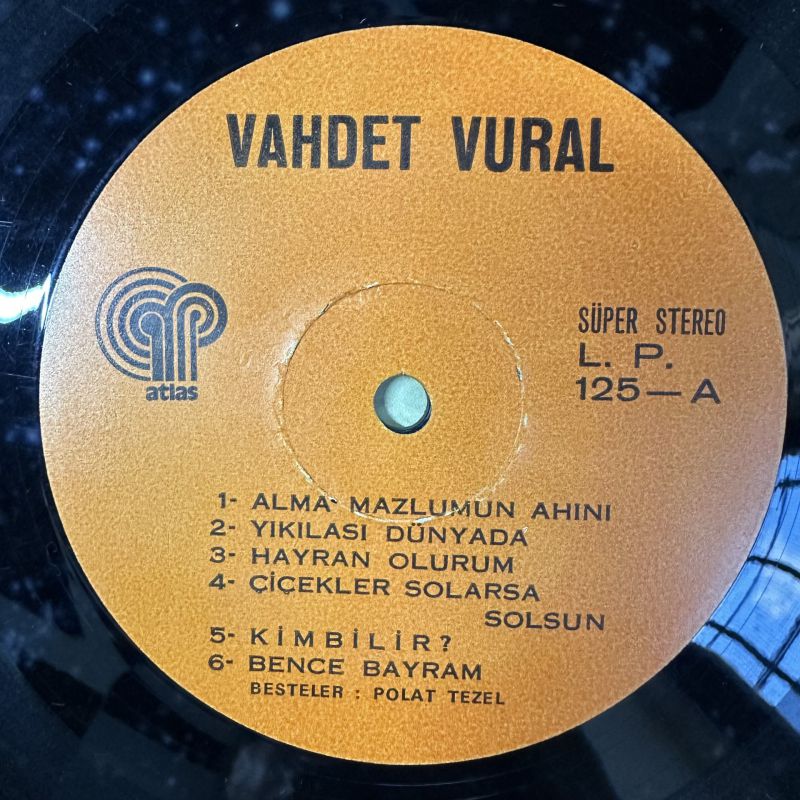 VAHDET VURAL
atlas
SÜPER STEREO
L. P.
125—A
1- ALMA MAZLUMUN AHINI
2- YIKILASI DÜNYADA
3- HAYRAN OLURUM
4- ÇİÇEKLER SOLARSA
SOLSUN
5- KİMBİLİR?
6- BENCE BAYRAM
BESTELER : POLAT TEZEL